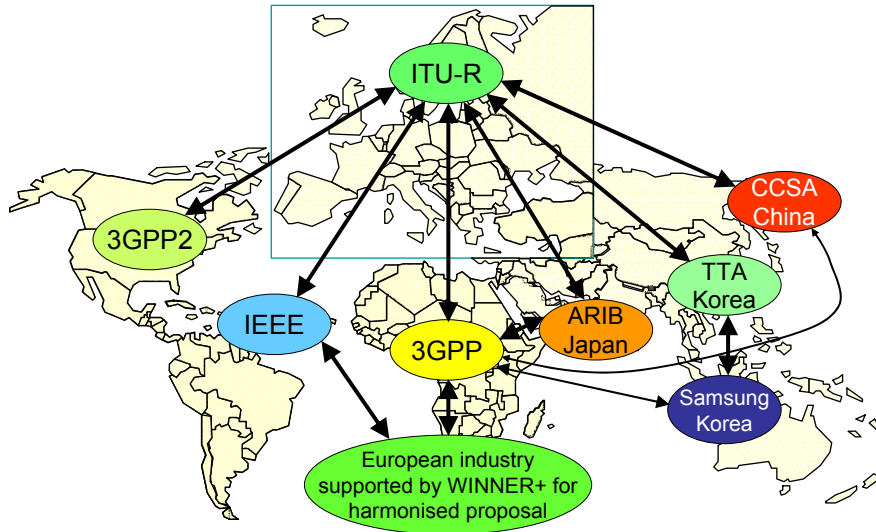 ITU-R
CCSA
China
3GPP2
TTA
Korea
IEEE
3GPP
ARIB
Japan
Samsung
Korea
European industry
supported by WINNER+ for
harmonised proposal